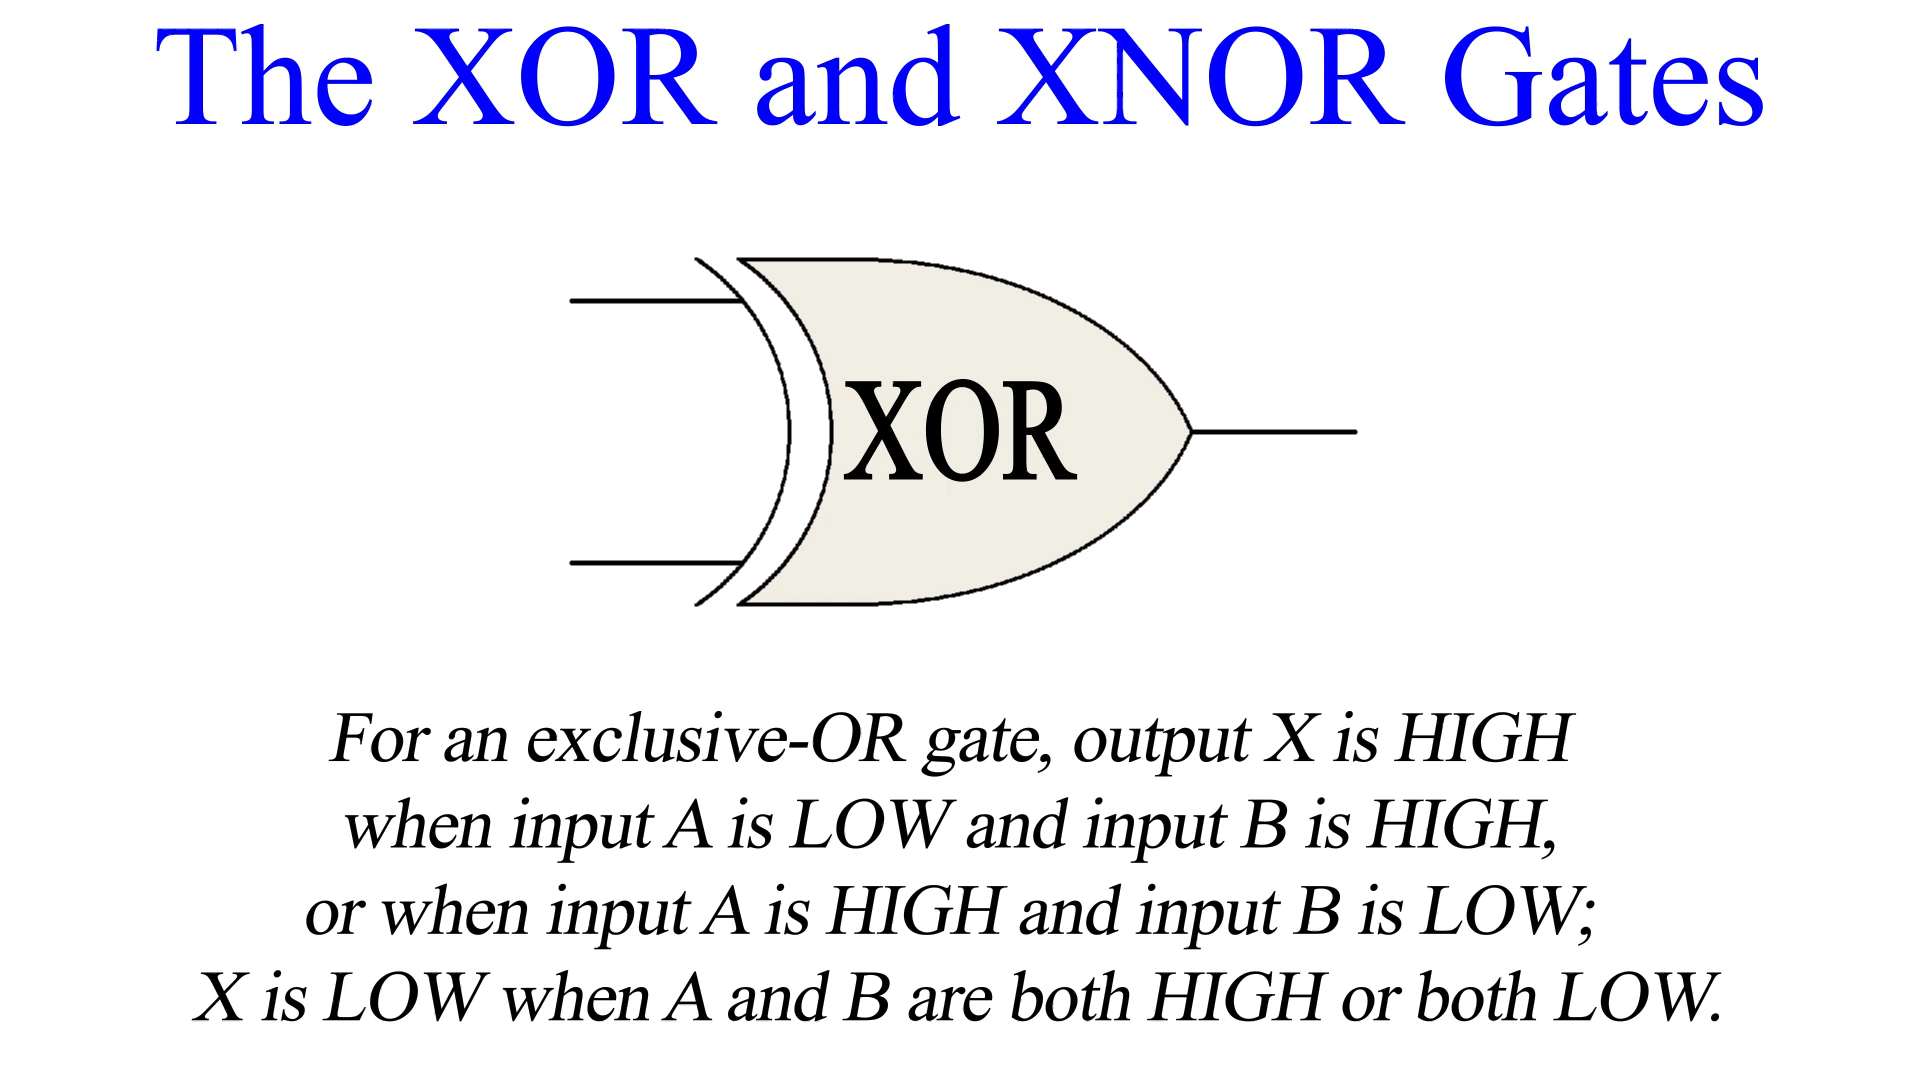 The XOR and XNOR Gates
XOR
For an exclusive-OR gate, output X is HIGH
when input A is LOW and input B is HIGH,
or when input A is HIGH and input B is LOW;
X is LOW when A and B are both HIGH or both LOW.